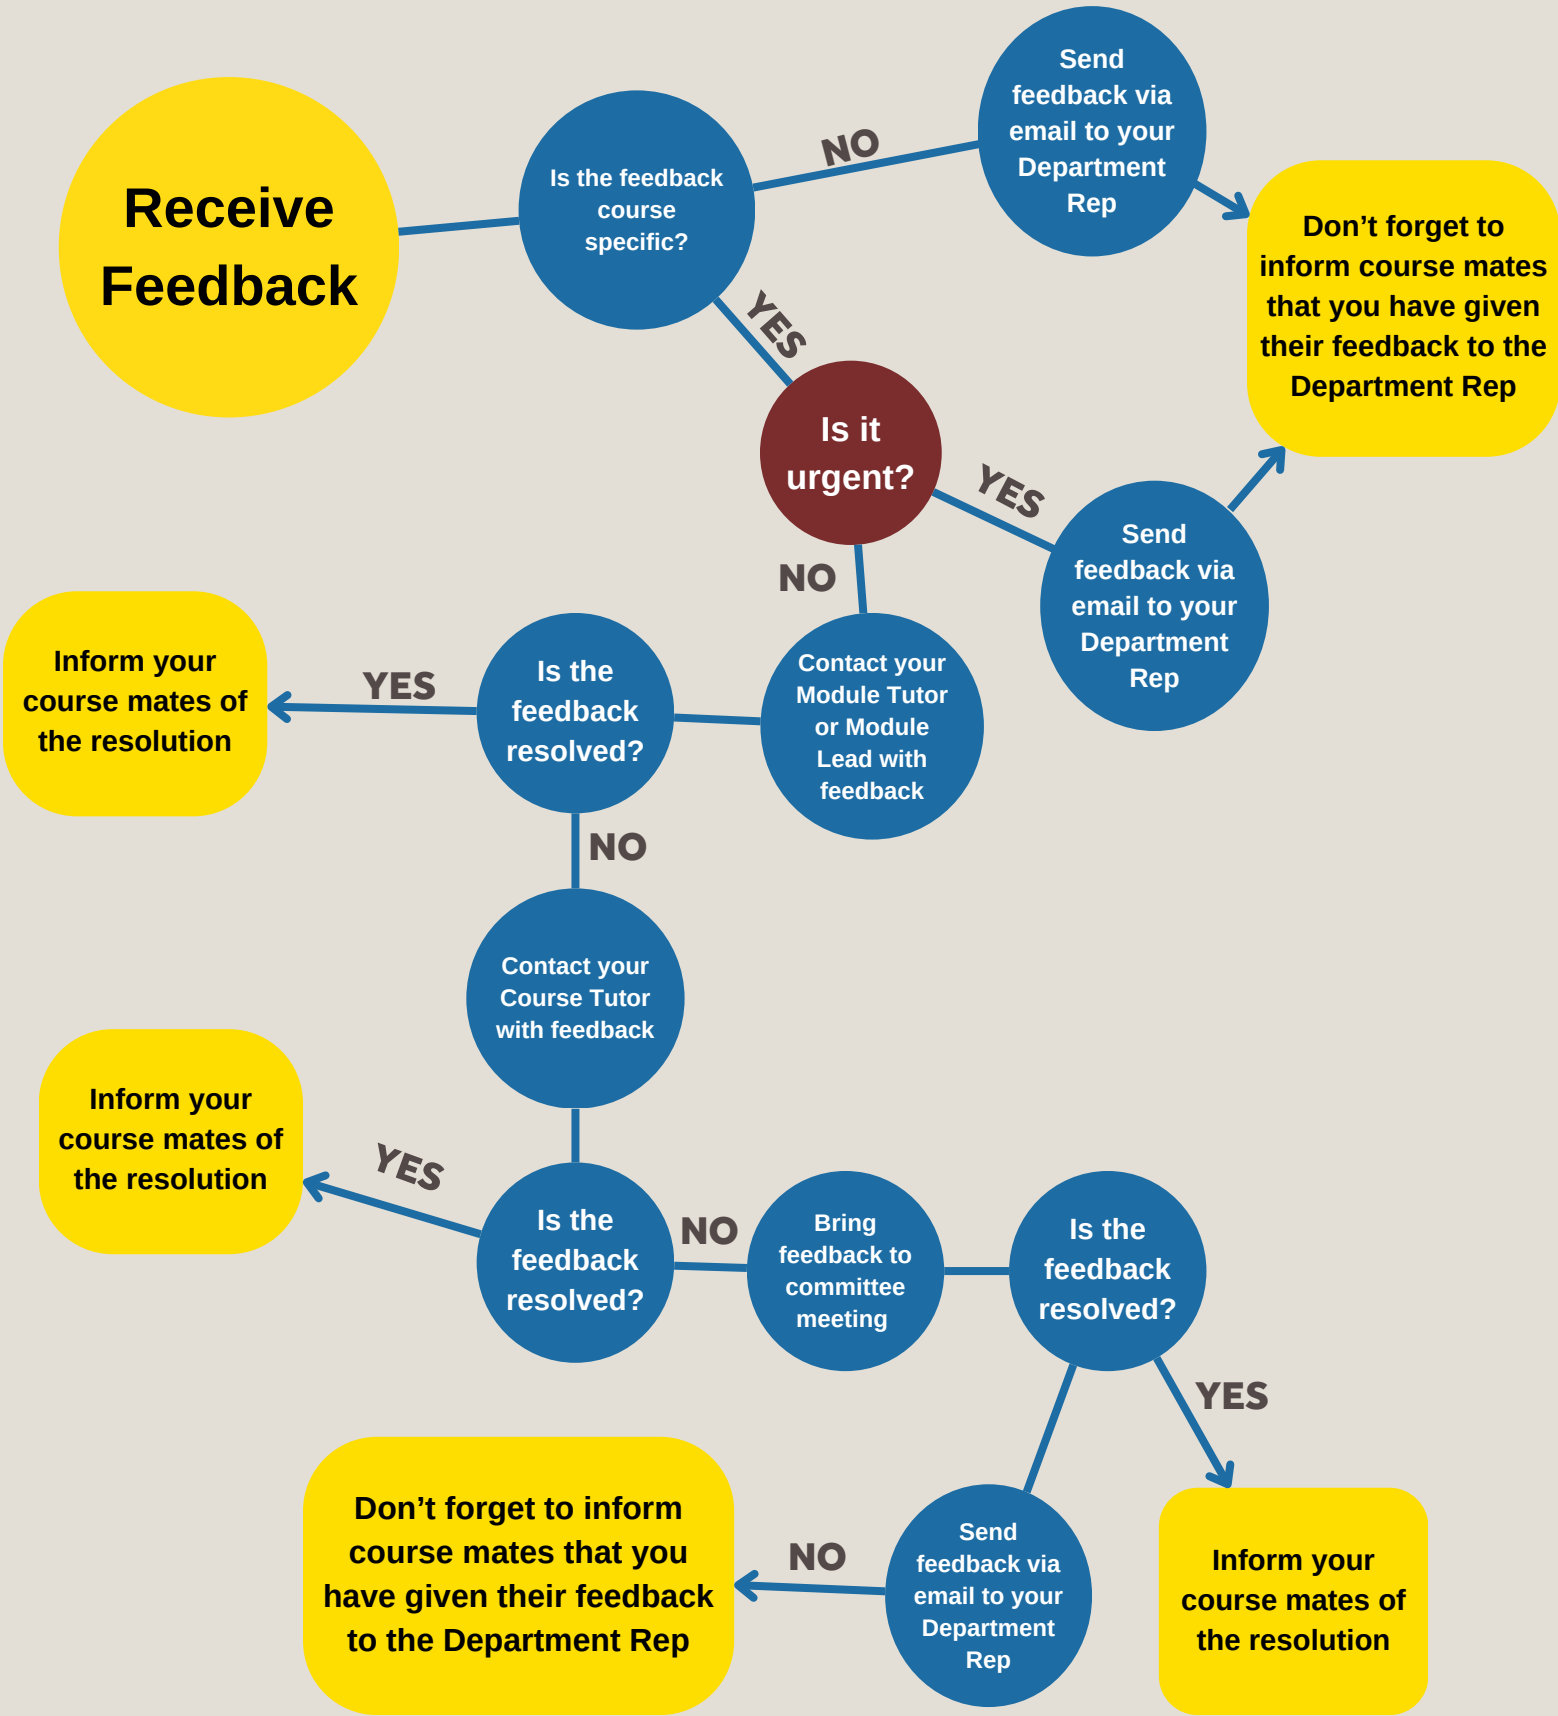 Receive
Feedback
Is the feedback
course
specific?
NO
Send
feedback via
email to your
Department
Rep
Don’t forget to
inform course mates
that you have given
their feedback to the
Department Rep
YES
Is it
urgent?
YES
Send
feedback via
email to your
Department
Rep
NO
Contact your
Module Tutor
or Module
Lead with
feedback
Is the
feedback
resolved?
YES
Inform your
course mates of
the resolution
NO
Contact your
Course Tutor
with feedback
Is the
feedback
resolved?
YES
Inform your
course mates of
the resolution
NO
Bring
feedback to
committee
meeting
Is the
feedback
resolved?
YES
Inform your
course mates of
the resolution
Send
feedback via
email to your
Department
Rep
NO
Don’t forget to inform
course mates that you
have given their feedback
to the Department Rep